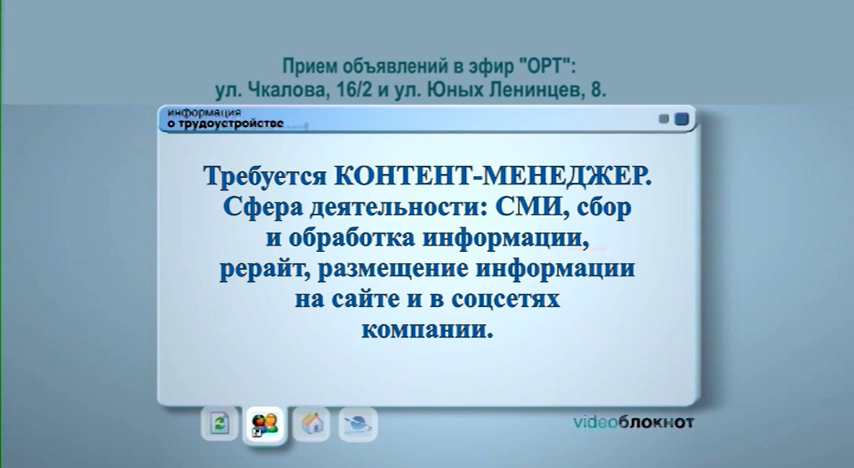 Прием объявлений в эфир "ОРТ":
ул. Чкалова, 16/2 и ул. Юных Ленинцев, 8.
информация
о трудоустройстве
Требуется КОНТЕНТ-МЕНЕДЖЕР.
Сфера деятельности: СМИ, сбор
и обработка информации,
рерайт, размещение информации
на сайте и в соцсетях
компании.
videoблокнот